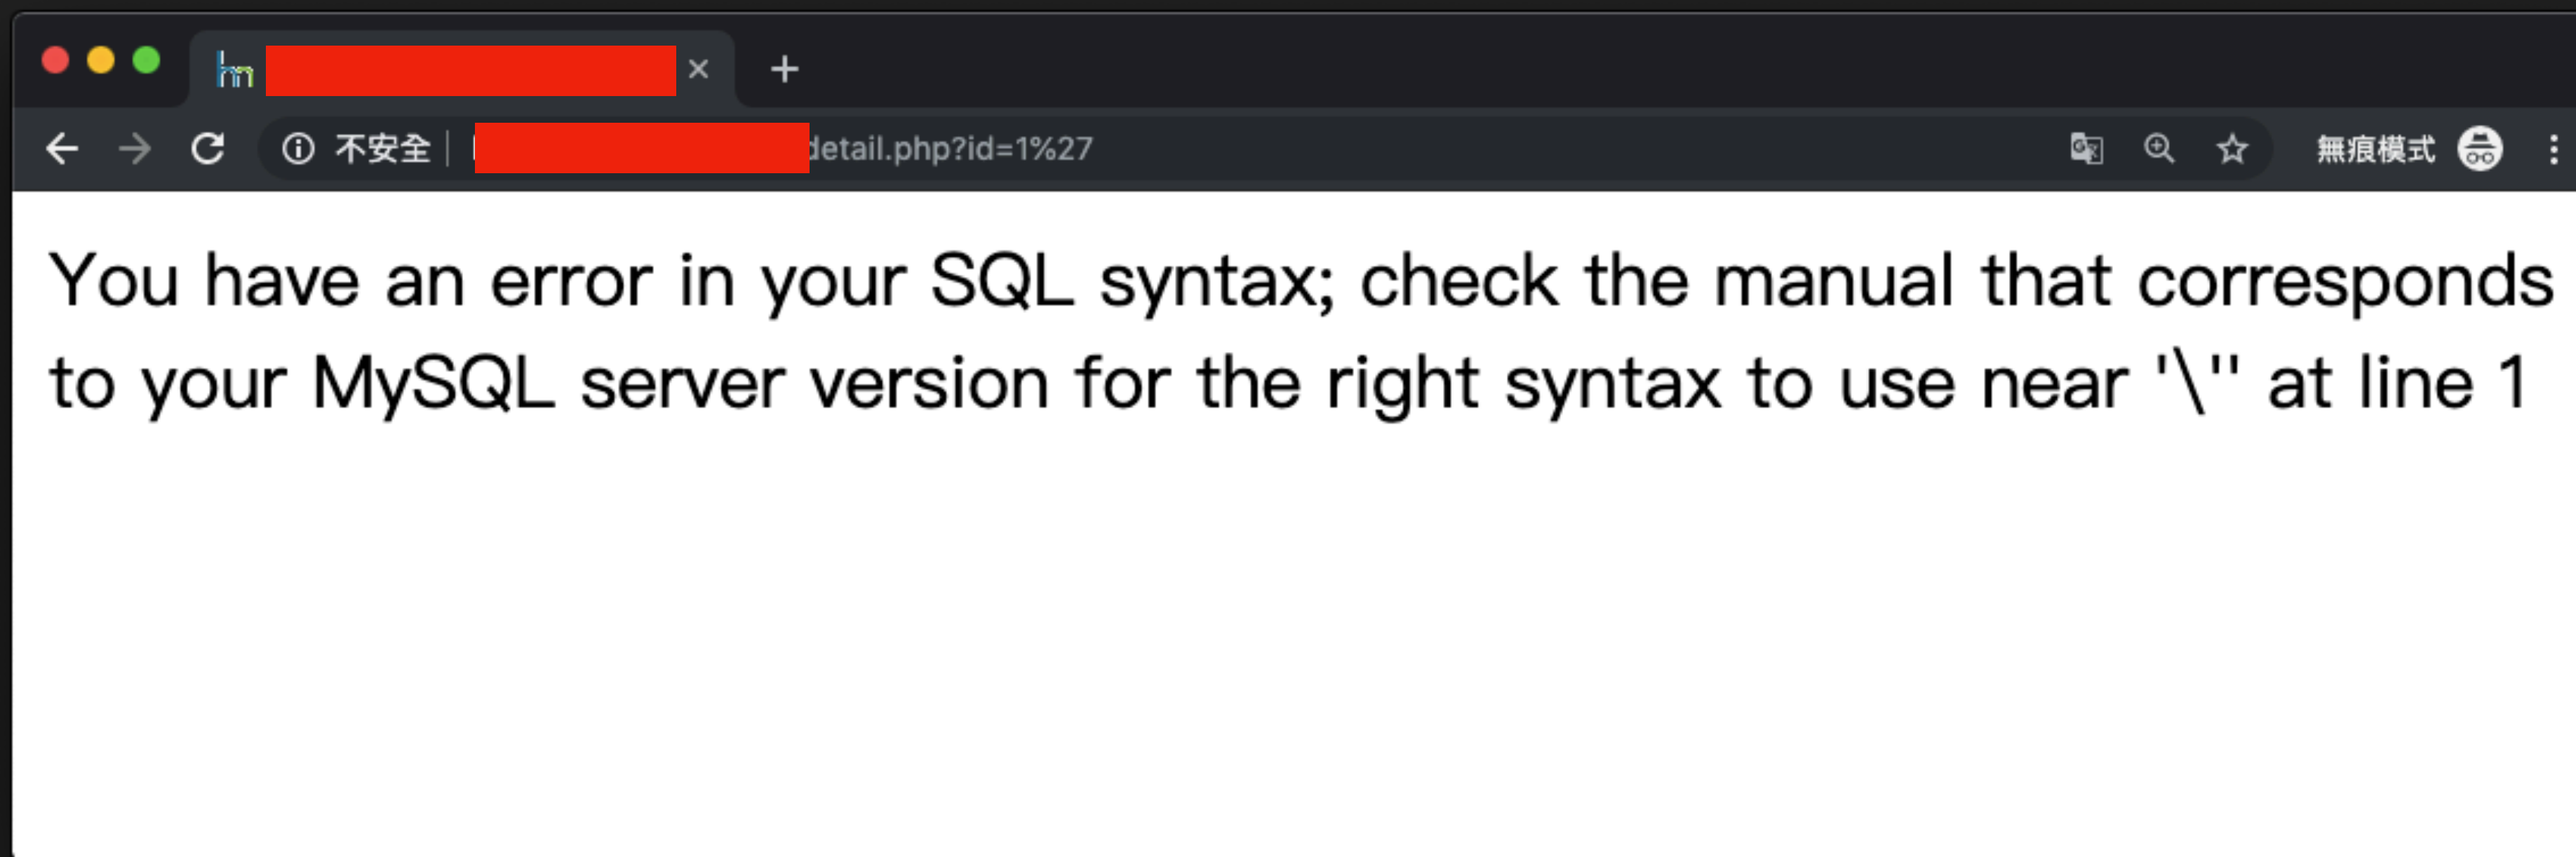 hn
不安全 detail.php?id=1%27 無痕模式
You have an error in your SQL syntax; check the manual that corresponds
to your MySQL server version for the right syntax to use near '\'' at line 1